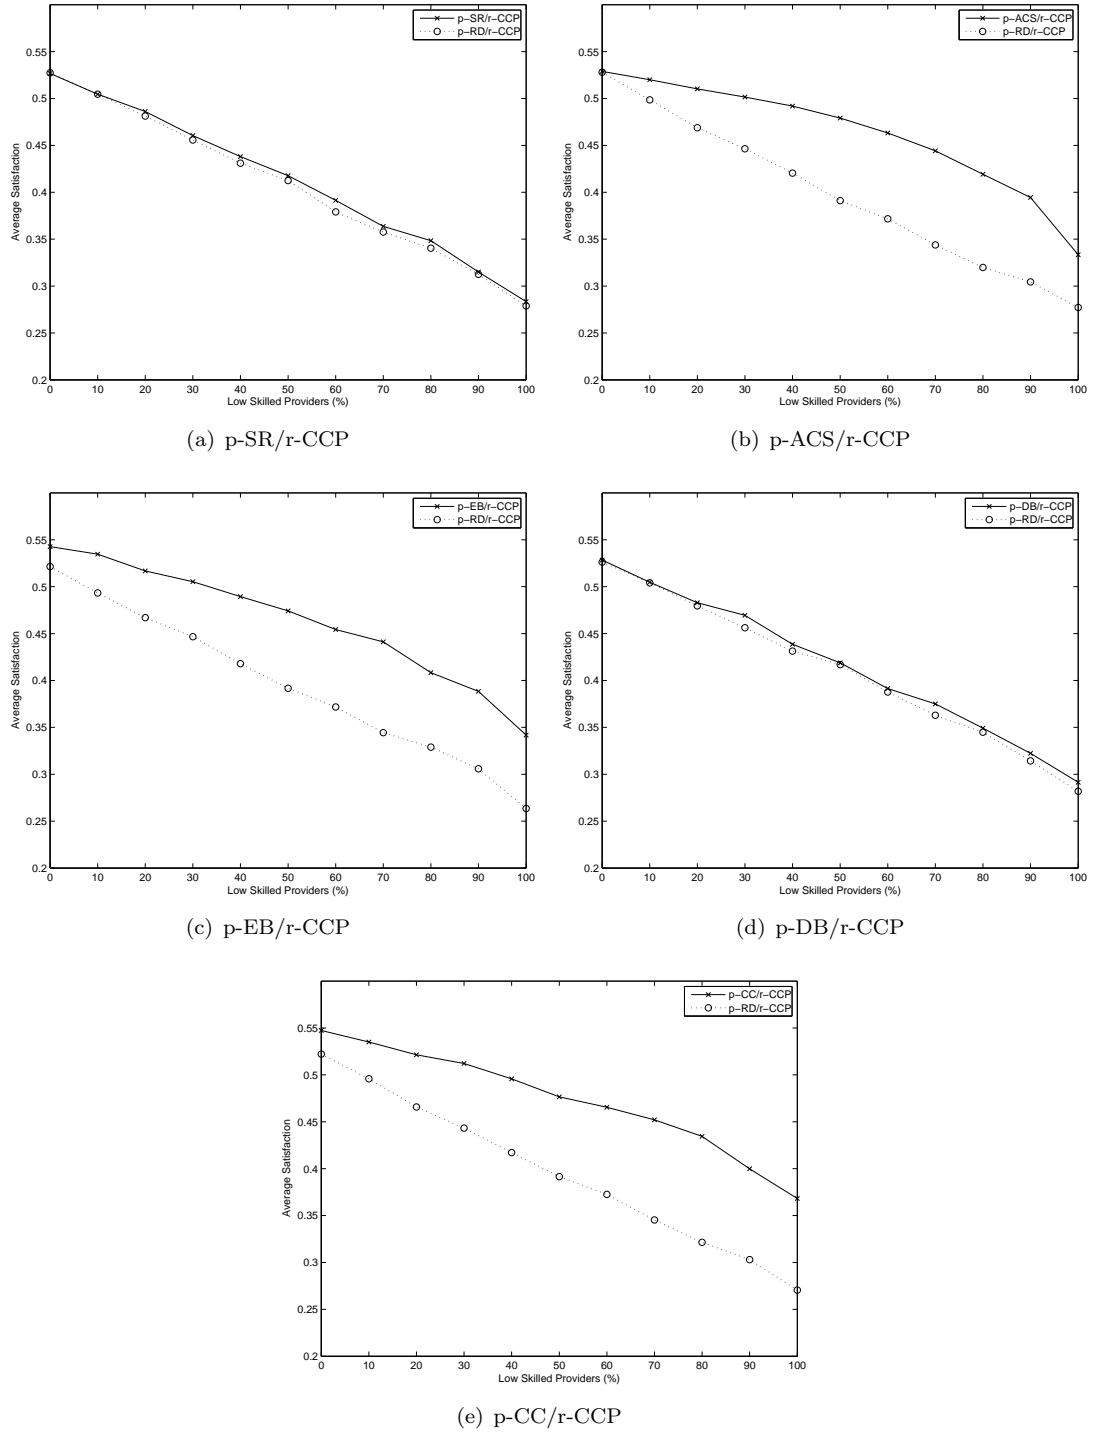 p−SR/r−CCP
p−RD/r−CCP
0.55
0.5
0.45
0.4
0.35
0.3
0.25
0.2
Average Satisfaction
0 10 20 30 40 50 60 70 80 90 100
Low Skilled Providers (%)
(a) p-SR/r-CCP
p−ACS/r−CCP
p−RD/r−CCP
0.55
0.5
0.45
0.4
0.35
0.3
0.25
0.2
Average Satisfaction
0 10 20 30 40 50 60 70 80 90 100
Low Skilled Providers (%)
(b) p-ACS/r-CCP
p−EB/r−CCP
p−RD/r−CCP
0.55
0.5
0.45
0.4
0.35
0.3
0.25
0.2
Average Satisfaction
0 10 20 30 40 50 60 70 80 90 100
Low Skilled Providers (%)
(c) p-EB/r-CCP
p−DB/r−CCP
p−RD/r−CCP
0.55
0.5
0.45
0.4
0.35
0.3
0.25
0.2
Average Satisfaction
0 10 20 30 40 50 60 70 80 90 100
Low Skilled Providers (%)
(d) p-DB/r-CCP
p−CC/r−CCP
p−RD/r−CCP
0.55
0.5
0.45
0.4
0.35
0.3
0.25
0.2
Average Satisfaction
0 10 20 30 40 50 60 70 80 90 100
Low Skilled Providers (%)
(e) p-CC/r-CCP